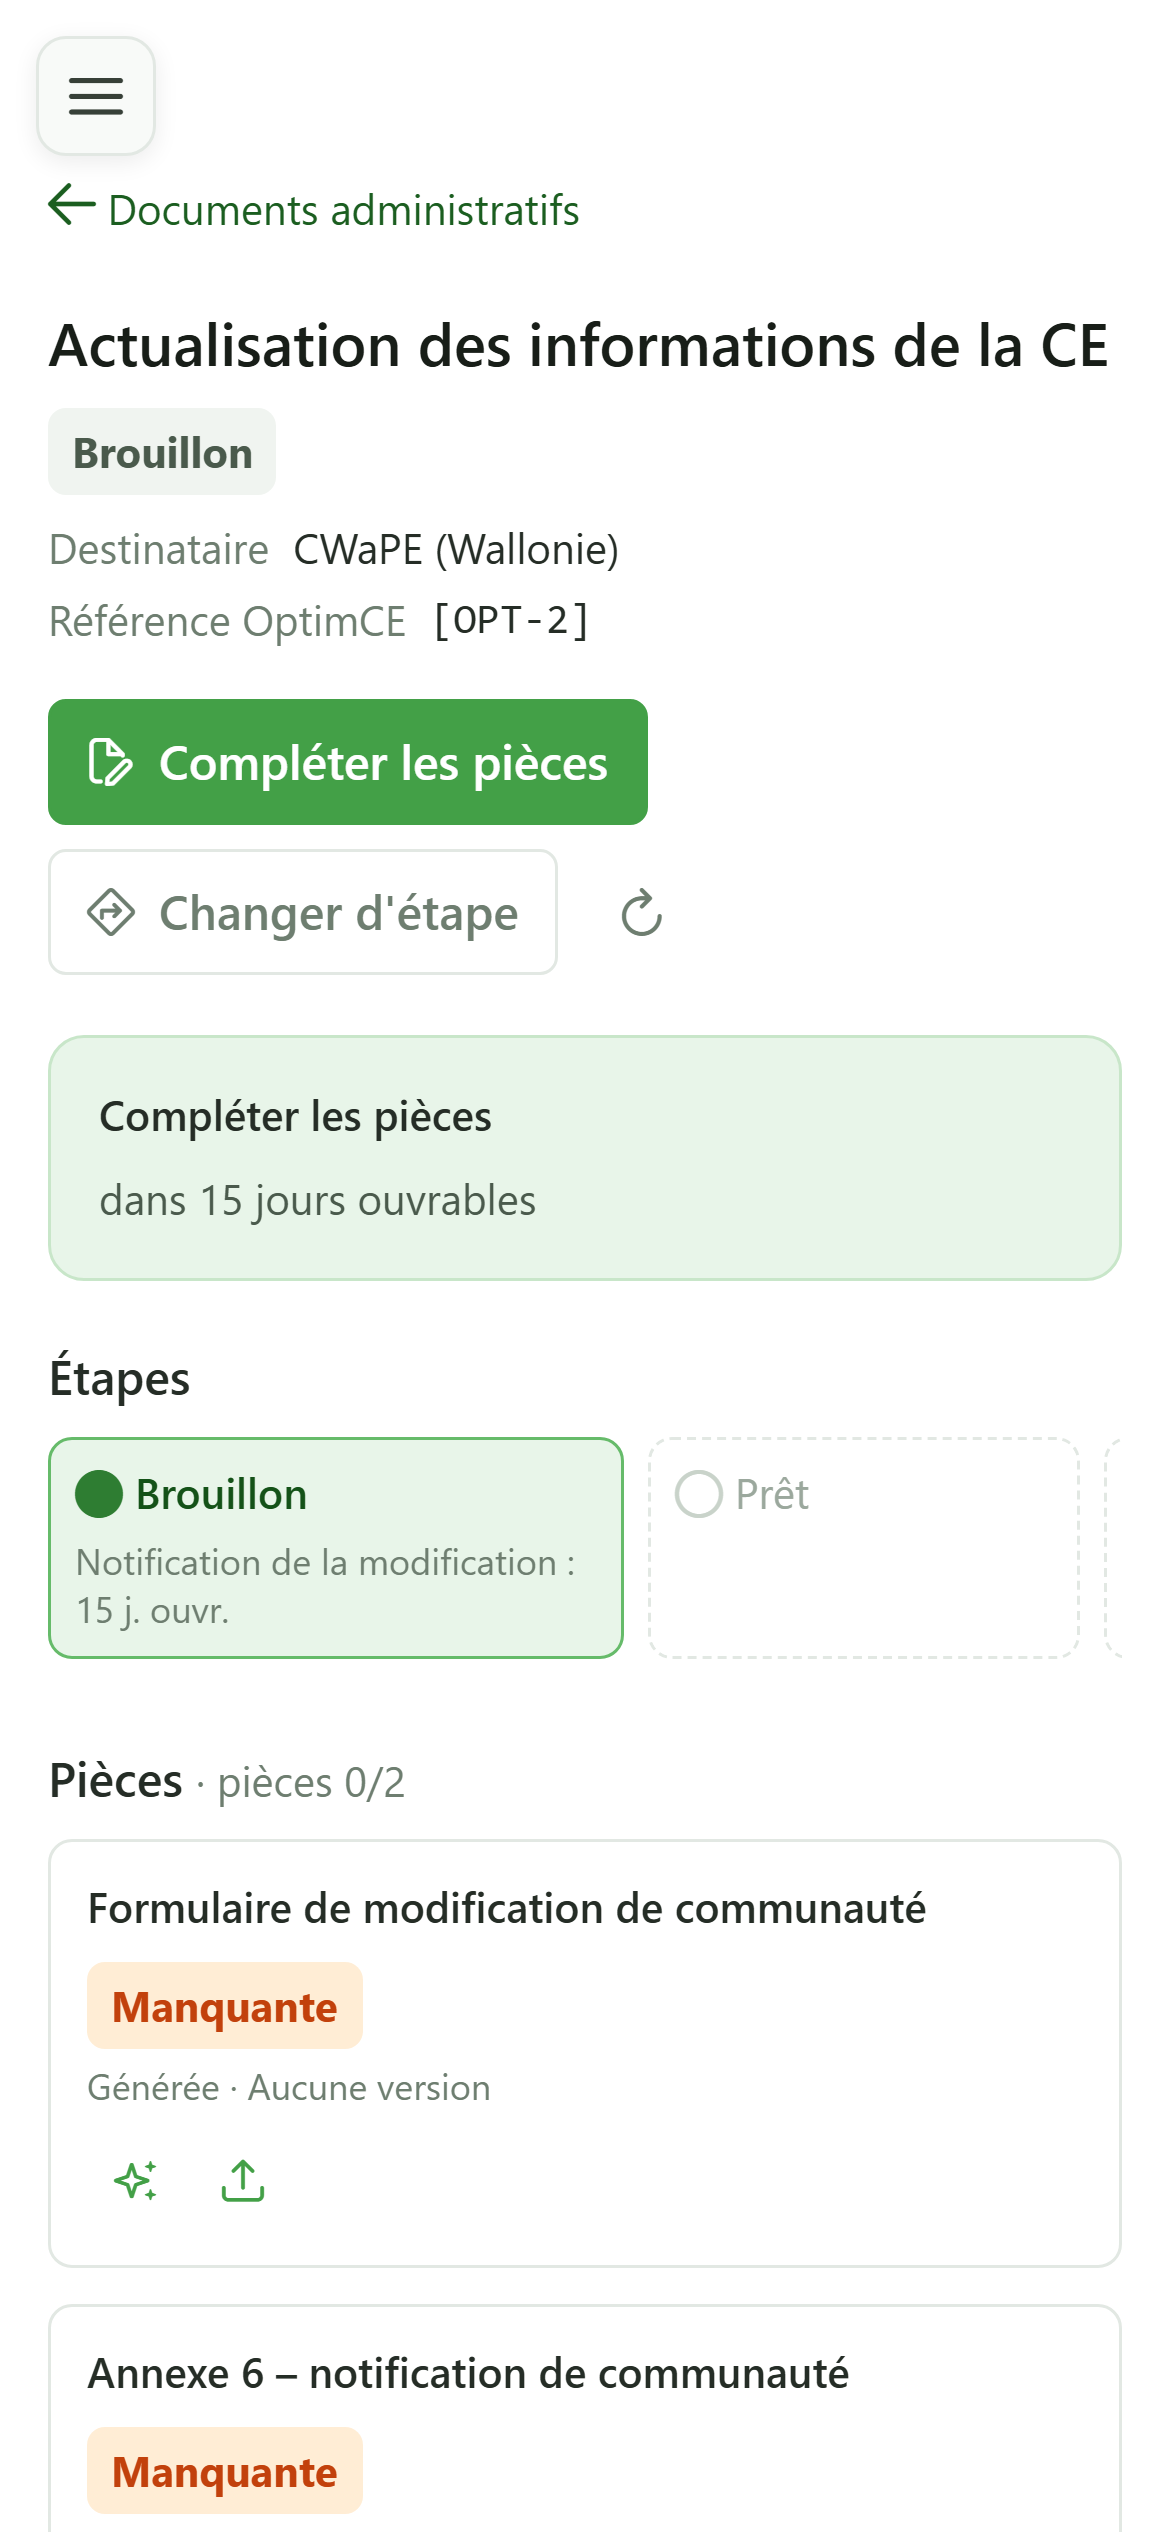 Documents administratifs
Actualisation des informations de la CE
Brouillon
Destinataire CWaPE (Wallonie)
Référence OptimCE [OPT-2]
Compléter les pièces
Changer d'étape
Compléter les pièces
dans 15 jours ouvrables
Étapes
Brouillon
Notification de la modification :
15 j. ouvr.
Prêt
Pièces · pièces 0/2
Formulaire de modification de communauté
Manquante
Générée · Aucune version
Annexe 6 – notification de communauté
Manquante